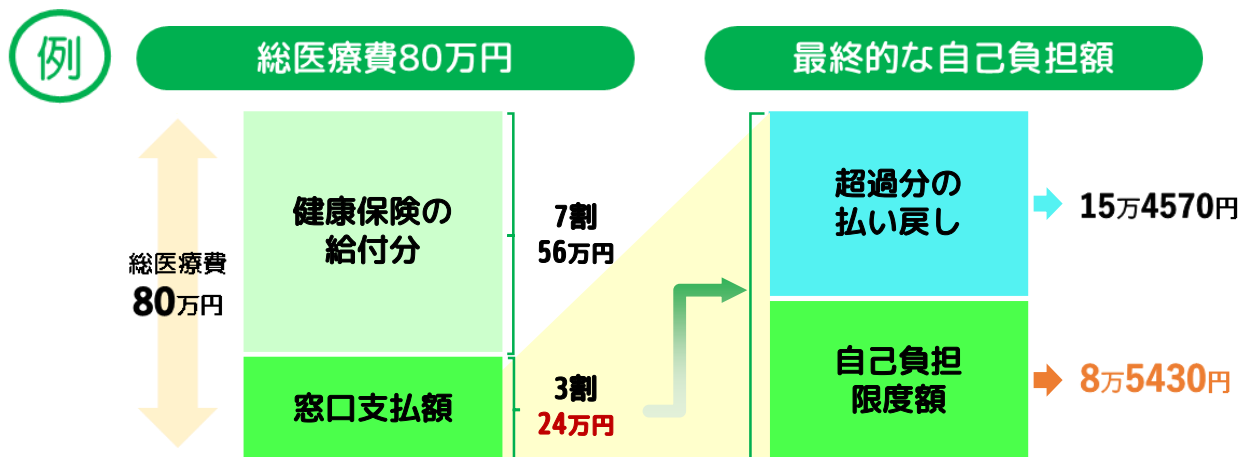 例
総医療費80万円
最終的な自己負担額
総医療費
80万円
健康保険の
給付分
7割
56万円
窓口支払額
3割
24万円
超過分の
払い戻し
15万4570円
自己負担
限度額
8万5430円